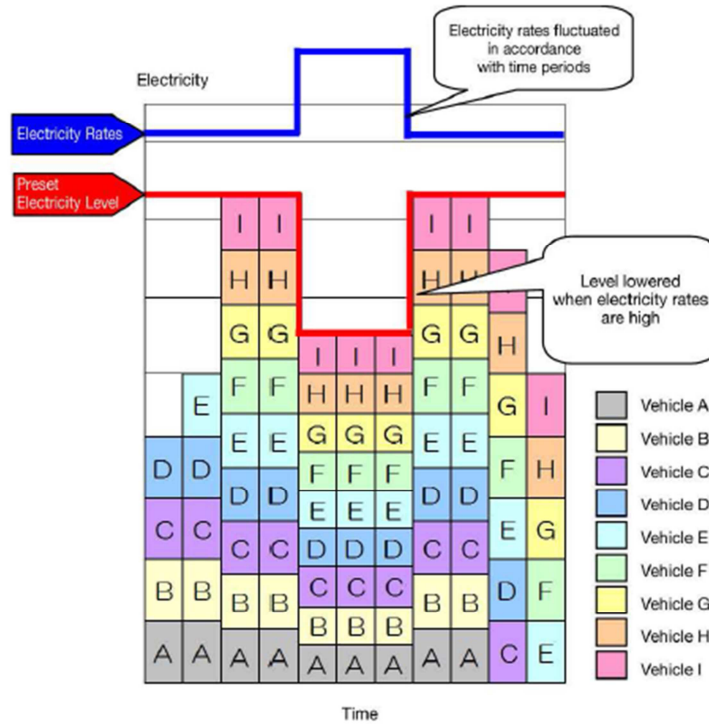 Electricity rates fluctuated
in accordance
with time periods
Electricity
Electricity Rates
Preset
Electricity Level
I I I I
H H H H
Level lowered
when electricity rates
are high
G G G G H
I I I
F F H H H F F
E G I
E E G G G E E
D D F F F F H
D D D D
E E E
C C E G
C C D D D C C
C C C
B B D F
B B B B
B B B
A A A A A A A A A C E
Vehicle A
Vehicle B
Vehicle C
Vehicle D
Vehicle E
Vehicle F
Vehicle G
Vehicle H
Vehicle I
Time